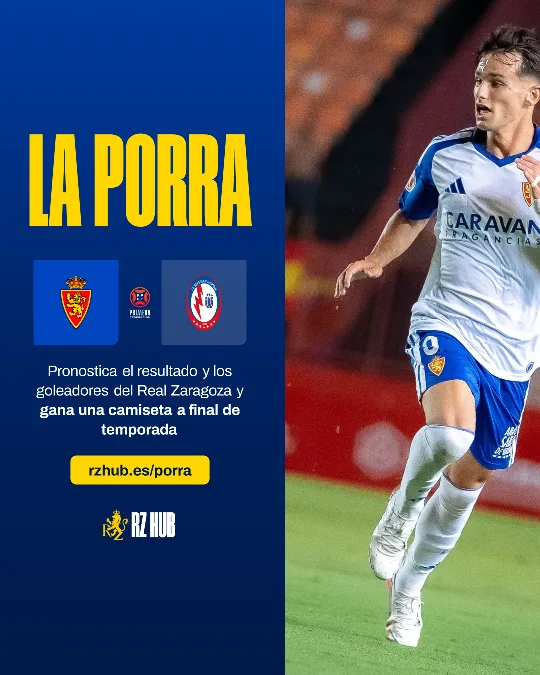 LA PORRA
Pronostica el resultado y los
goleadores del Real Zaragoza y
gana una camiseta a final de
temporada
rzhub.es/porra
RZ HUB
CARAVAN
FRAGANCIAS